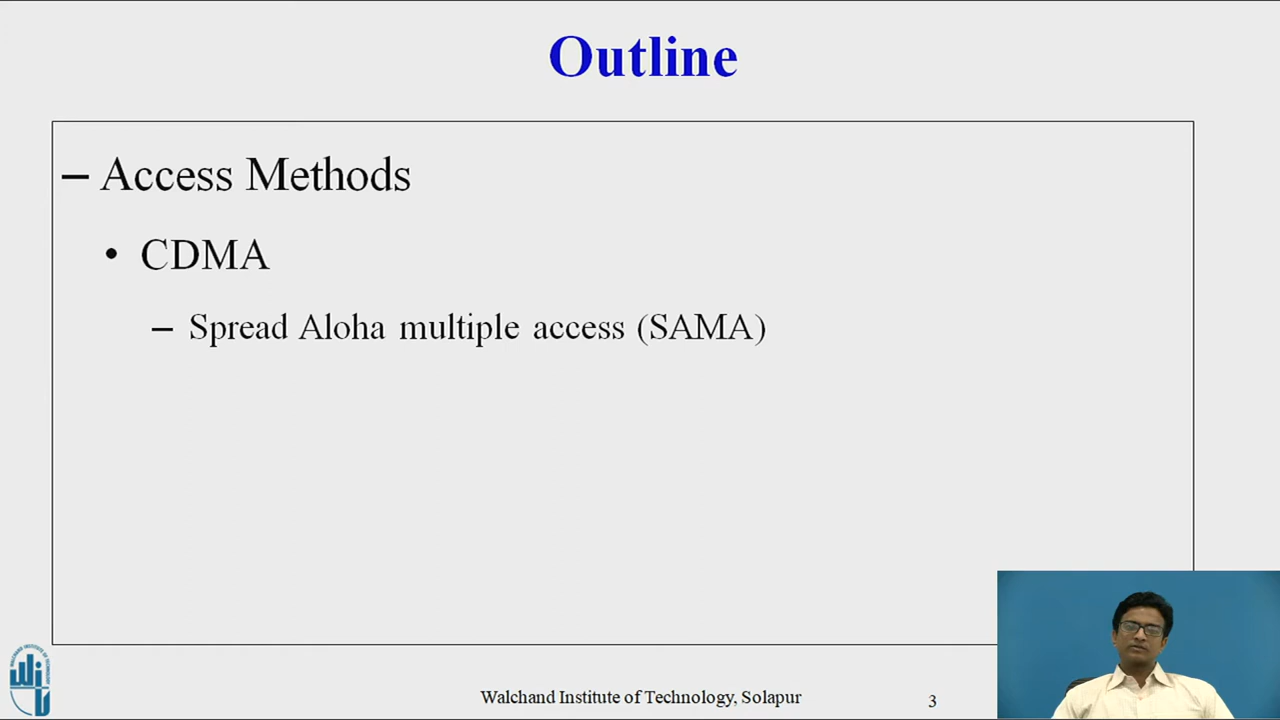 Outline
– Access Methods
• CDMA
– Spread Aloha multiple access (SAMA)
Walchand Institute of Technology, Solapur
3